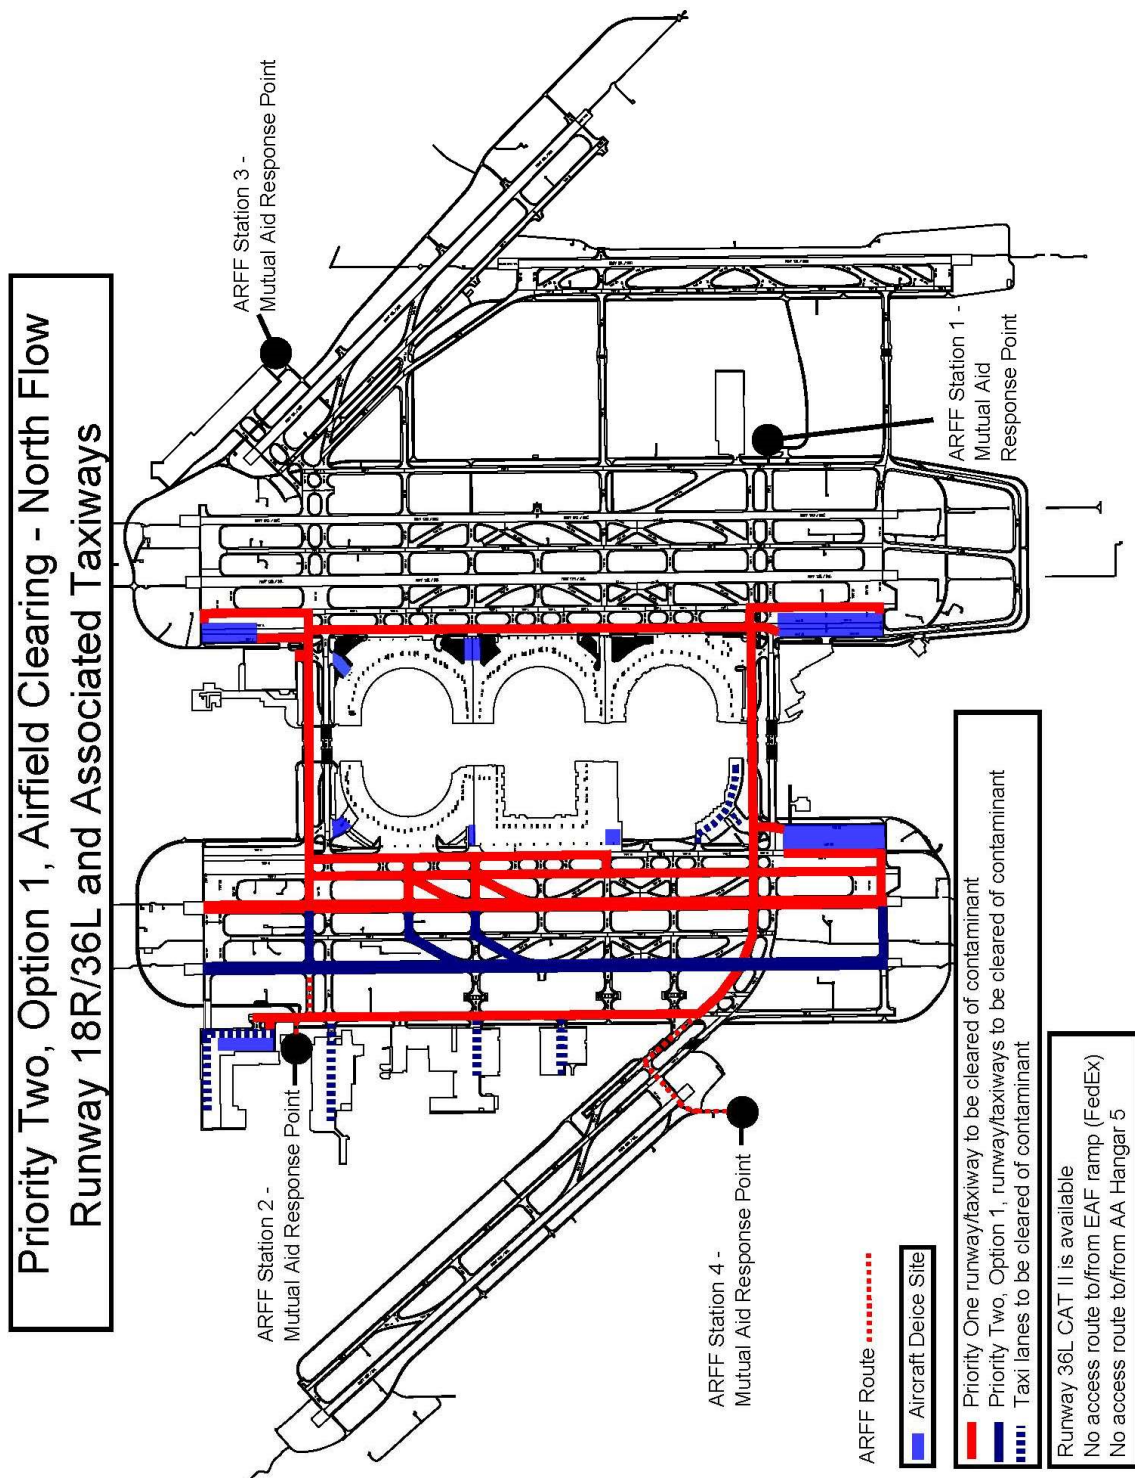 Priority Two, Option 1, Airfield Clearing - North Flow
Runway 18R/36L and Associated Taxiways
ARFF Station 3 -
Mutual Aid Response Point
ARFF Station 2 -
Mutual Aid Response Point
ARFF Station 1 -
Mutual Aid
Response Point
ARFF Station 4 -
Mutual Aid Response Point
ARFF Route
Aircraft Deice Site
Priority One runway/taxiway to be cleared of contaminant
Priority Two, Option 1, runway/taxiways to be cleared of contaminant
Taxi lanes to be cleared of contaminant
Runway 36L CAT II is available
No access route to/from EAF ramp (FedEx)
No access route to/from AA Hangar 5